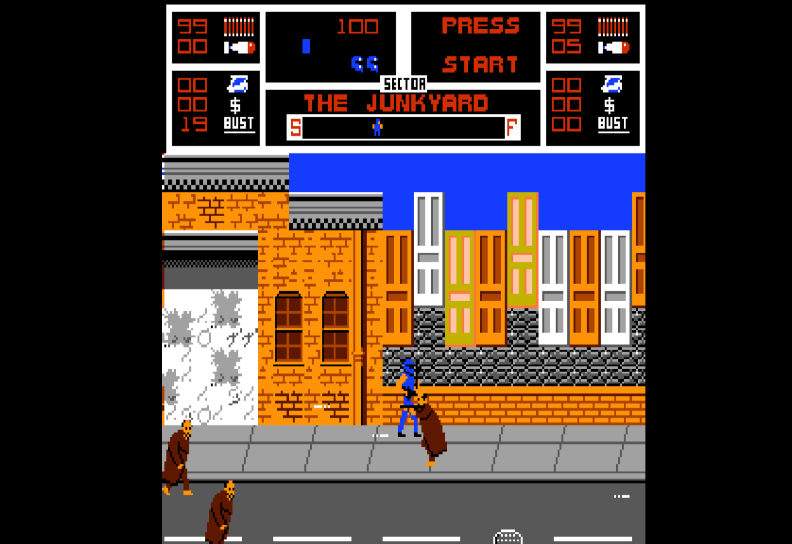 99 100 PRESS 99
00 START 05
SECTOR
00 THE JUNKYARD 00
00 $ S F 00 $
19 BUST 00 BUST